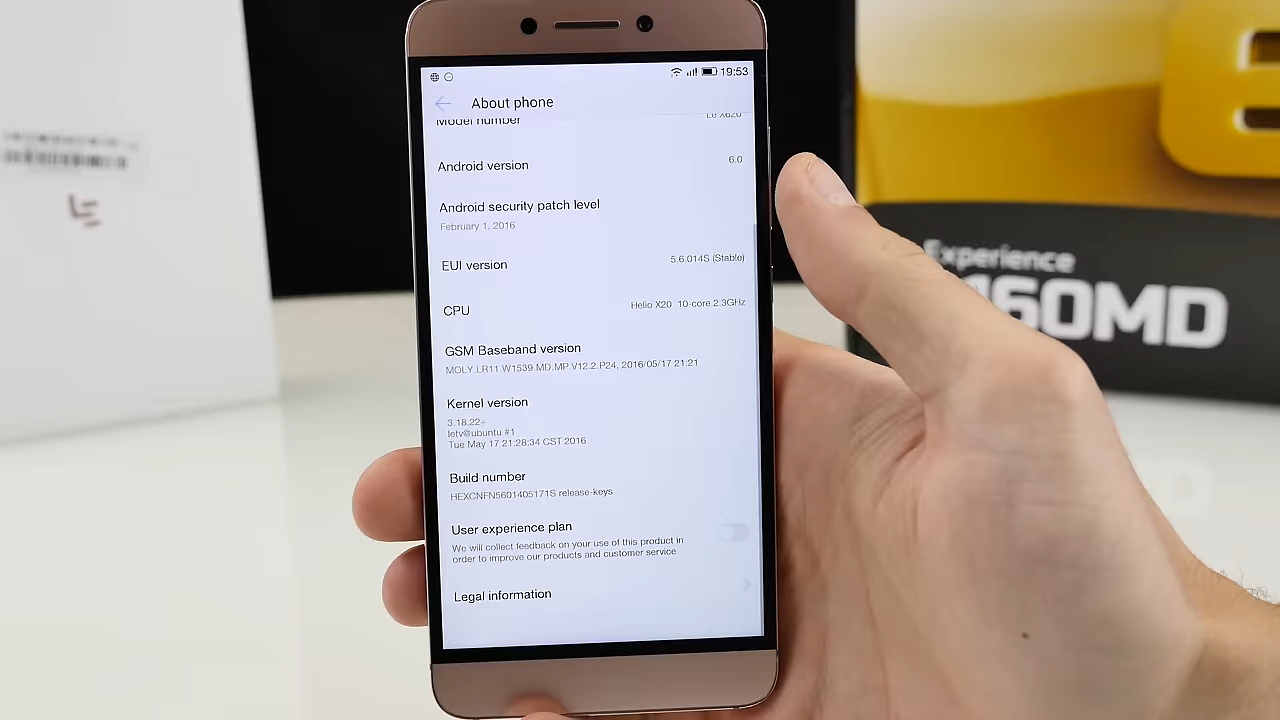 19:53
About phone
Model number Le X620
Android version 6.0
Android security patch level
February 1, 2016
EUI version 5.6.014S (Stable)
CPU Helio X20 10-core 2.3GHz
GSM Baseband version
MOLY.LR11.W1539.MD.MP.V12.2.P24, 2016/05/17 21:21
Kernel version
3.18.22+
letv@ubuntu #1
Tue May 17 21:28:34 CST 2016
Build number
HEXCNFN5601405171S release-keys
User experience plan
We will collect feedback on your use of this product in
order to improve our products and customer service
Legal information
Experience
160MD